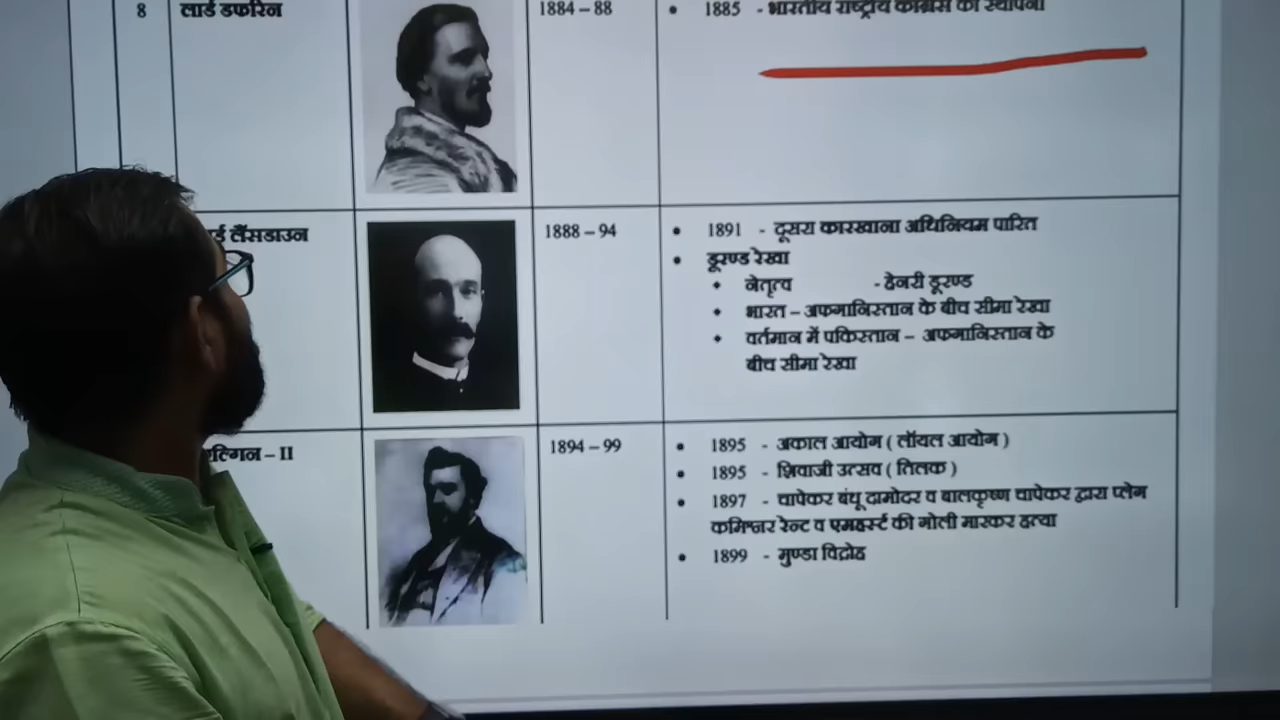 8 लार्ड डफरिन 1884 – 88 • 1885 - भारतीय राष्ट्रीय कांग्रेस की स्थापना
लैंसडाउन 1888 – 94 • 1891 - दूसरा कारखाना अधिनियम पारित
• डूरण्ड रेखा
• नेतृत्व - हेनरी डूरण्ड
• भारत – अफगानिस्तान के बीच सीमा रेखा
• वर्तमान में पकिस्तान – अफगानिस्तान के
बीच सीमा रेखा
ल्गिन – II 1894 – 99 • 1895 - अकाल आयोग ( लॉयल आयोग )
• 1895 - शिवाजी उत्सव ( तिलक )
• 1897 - चापेकर बंधू दामोदर व बालकृष्ण चापेकर द्वारा प्लेग
कमिश्नर रेन्ट व एमहर्स्ट की गोली मारकर हत्या
• 1899 - मुण्डा विद्रोह